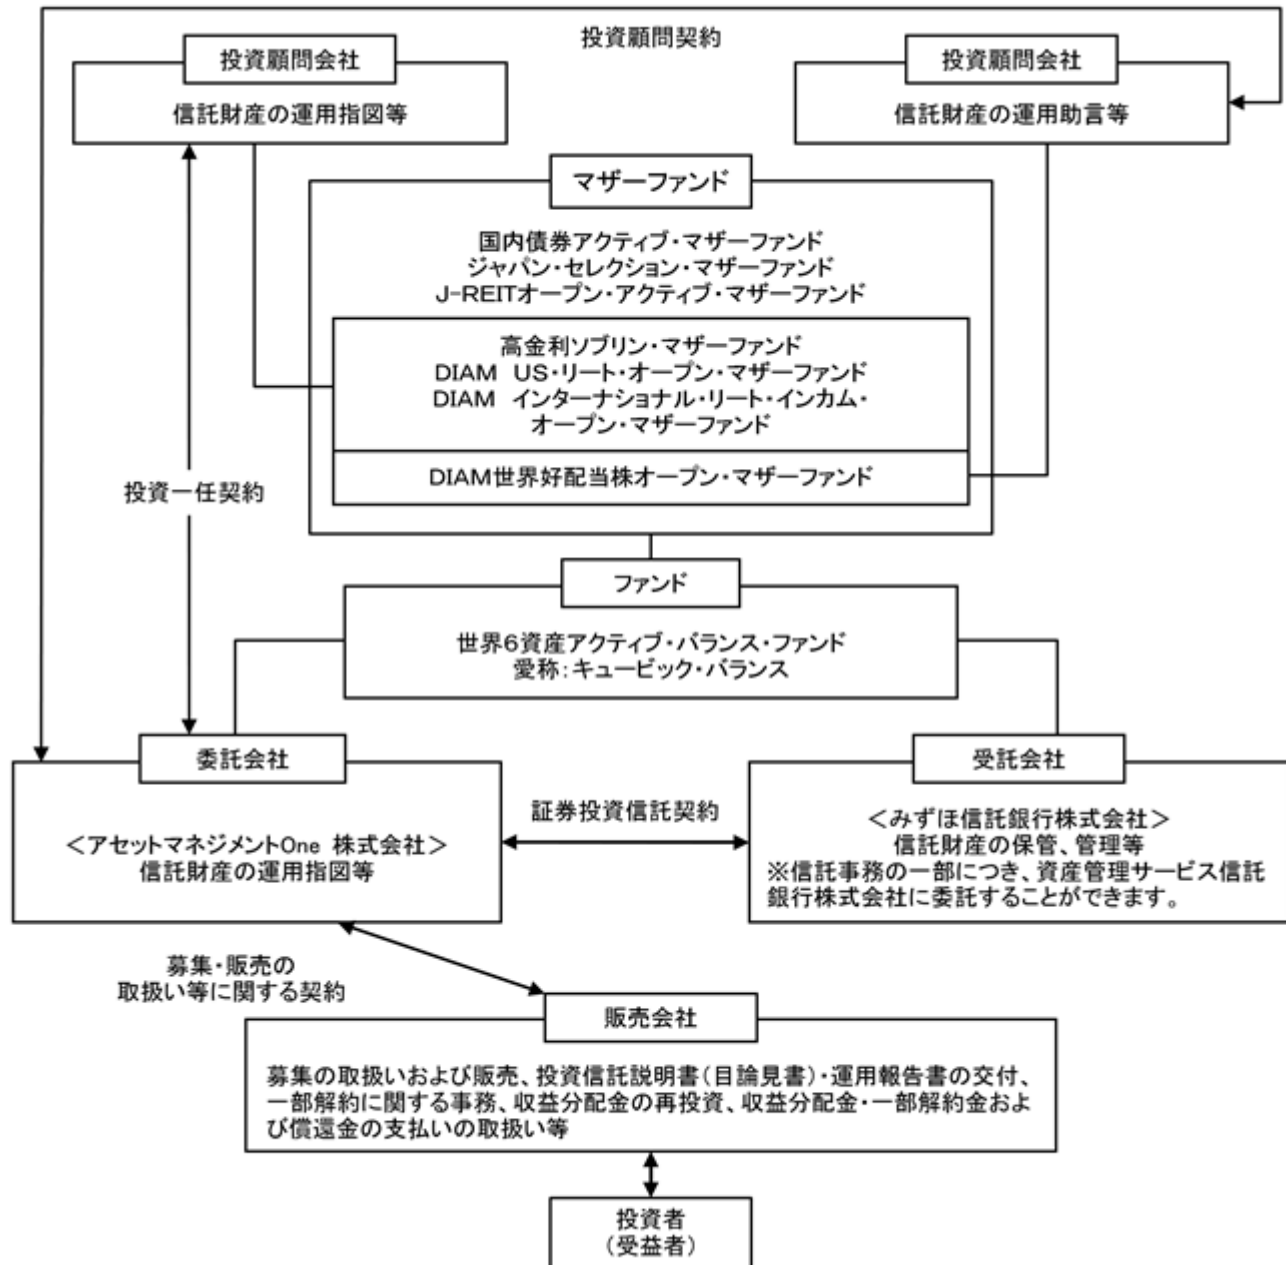 投資顧問契約
投資顧問会社
信託財産の運用指図等
投資顧問会社
信託財産の運用助言等
マザーファンド
国内債券アクティブ・マザーファンド
ジャパン・セレクション・マザーファンド
J-REITオープン・アクティブ・マザーファンド
高金利ソブリン・マザーファンド
DIAM　US・リート・オープン・マザーファンド
DIAM　インターナショナル・リート・インカム・
オープン・マザーファンド
DIAM世界好配当株オープン・マザーファンド
投資一任契約
ファンド
世界6資産アクティブ・バランス・ファンド
愛称：キュービック・バランス
委託会社
＜アセットマネジメントOne 株式会社＞
信託財産の運用指図等
証券投資信託契約
受託会社
＜みずほ信託銀行株式会社＞
信託財産の保管、管理等
※信託事務の一部につき、資産管理サービス信託
銀行株式会社に委託することができます。
募集・販売の
取扱い等に関する契約
販売会社
募集の取扱いおよび販売、投資信託説明書（目論見書）・運用報告書の交付、
一部解約に関する事務、収益分配金の再投資、収益分配金・一部解約金およ
び償還金の支払いの取扱い等
投資者
（受益者）